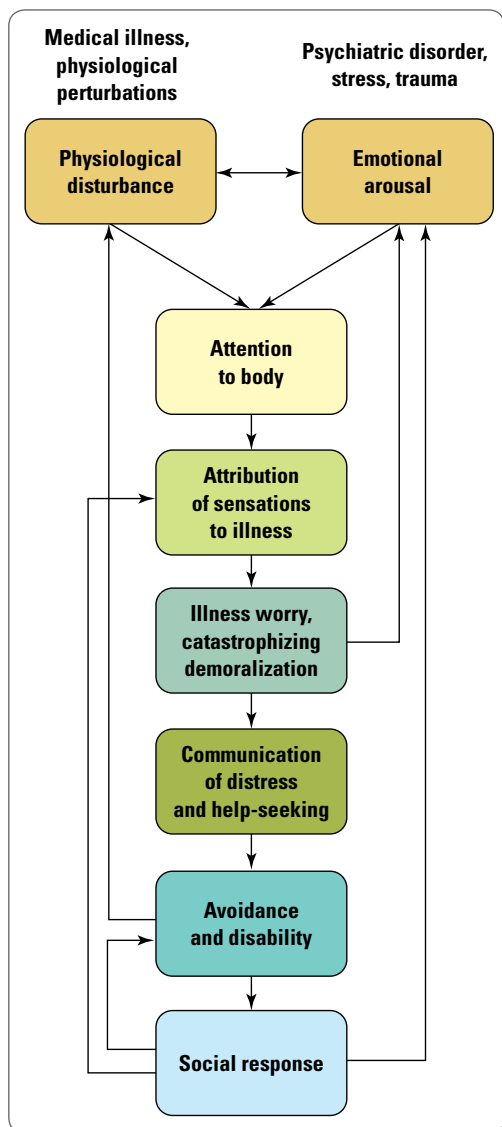 Medical illness,
physiological
perturbations
Psychiatric disorder,
stress, trauma
Physiological
disturbance
Emotional
arousal
Attention
to body
Attribution
of sensations
to illness
Illness worry,
catastrophizing
demoralization
Communication
of distress
and help-seeking
Avoidance
and disability
Social response